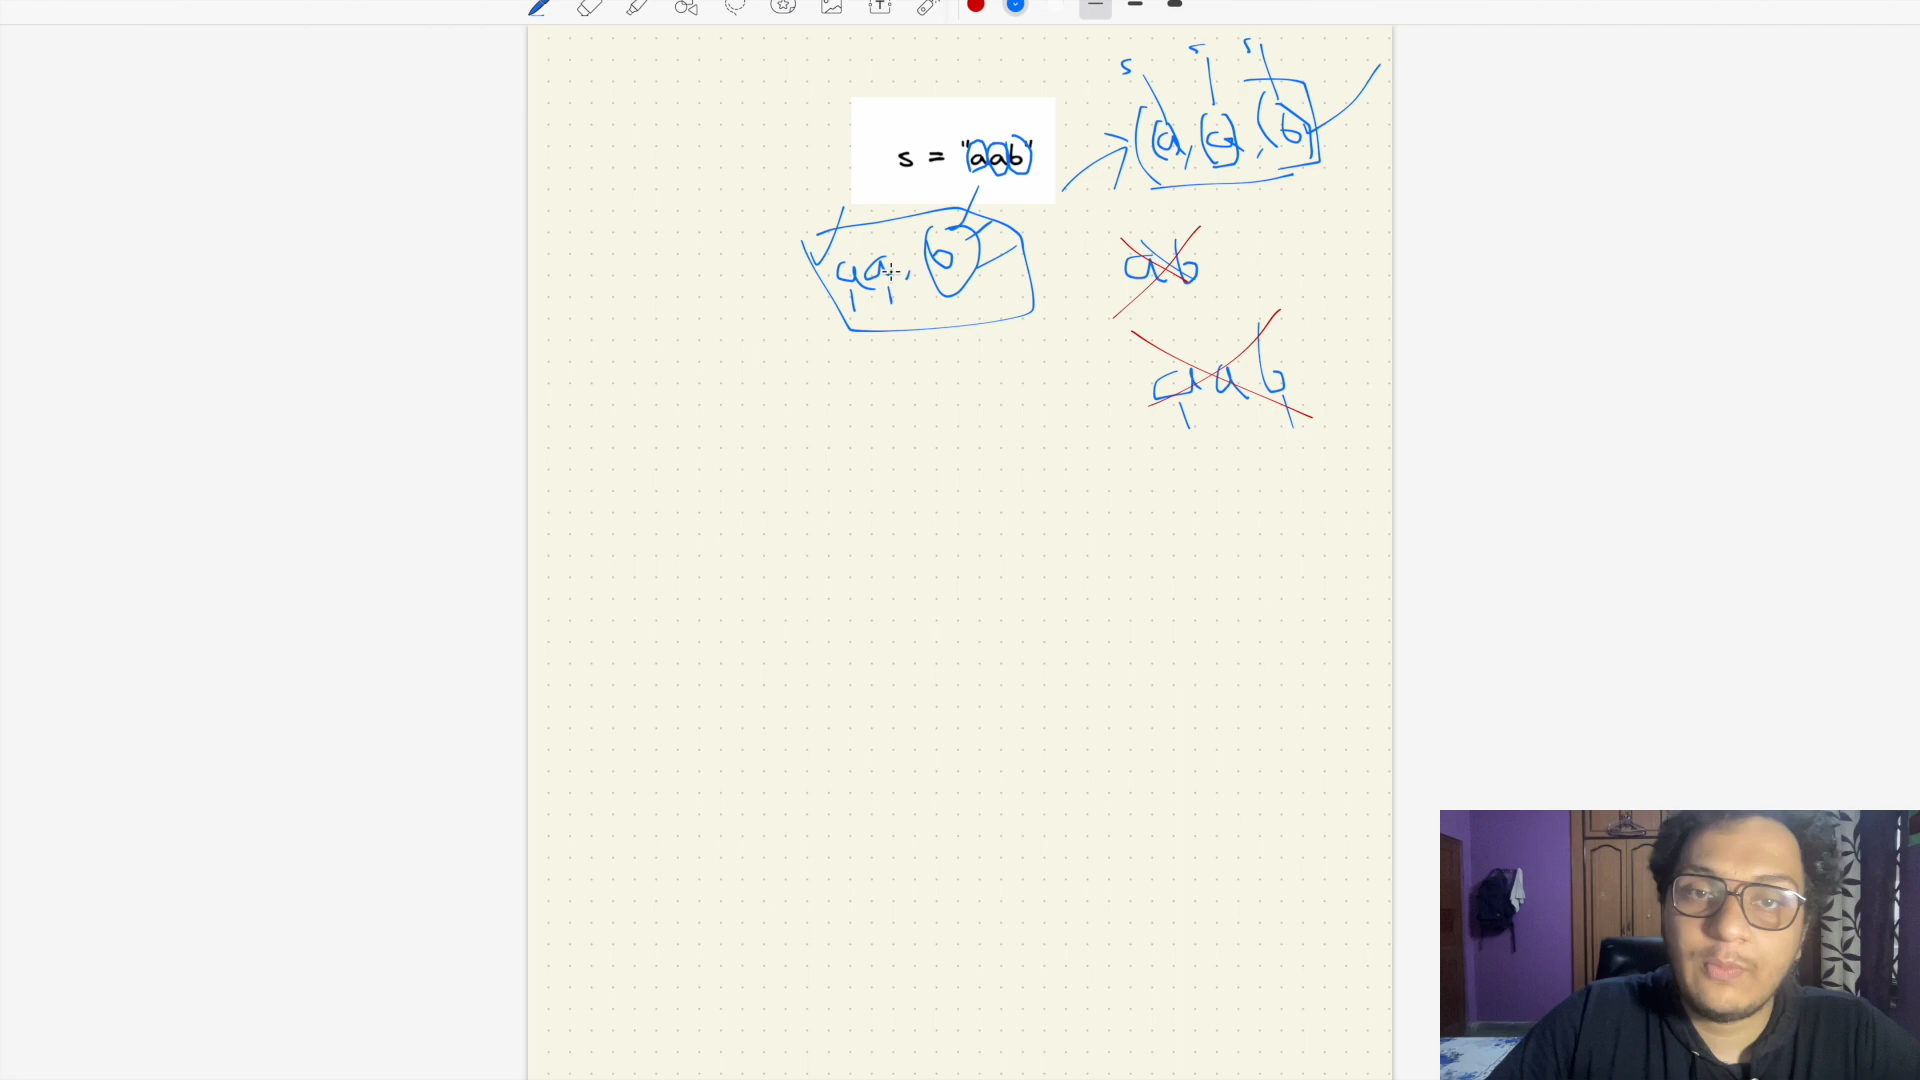 s s s
(a, (a), (b)
s = "aab"
aa, b
ab
aab